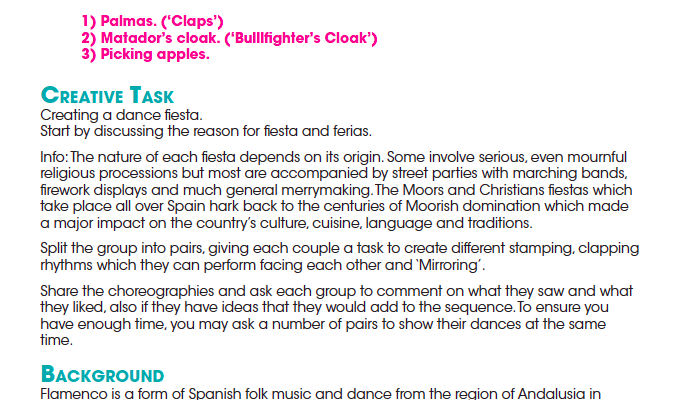 1) Palmas. (‘Claps’)
2) Matador’s cloak. (‘Bulllfighter’s Cloak’)
3) Picking apples.
Creative Task
Creating a dance fiesta.
Start by discussing the reason for fiesta and ferias.
Info: The nature of each fiesta depends on its origin. Some involve serious, even mournful
religious processions but most are accompanied by street parties with marching bands,
firework displays and much general merrymaking. The Moors and Christians fiestas which
take place all over Spain hark back to the centuries of Moorish domination which made
a major impact on the country’s culture, cuisine, language and traditions.
Split the group into pairs, giving each couple a task to create different stamping, clapping
rhythms which they can perform facing each other and ‘Mirroring’.
Share the choreographies and ask each group to comment on what they saw and what
they liked, also if they have ideas that they would add to the sequence. To ensure you
have enough time, you may ask a number of pairs to show their dances at the same
time.
Background
Flamenco is a form of Spanish folk music and dance from the region of Andalusia in